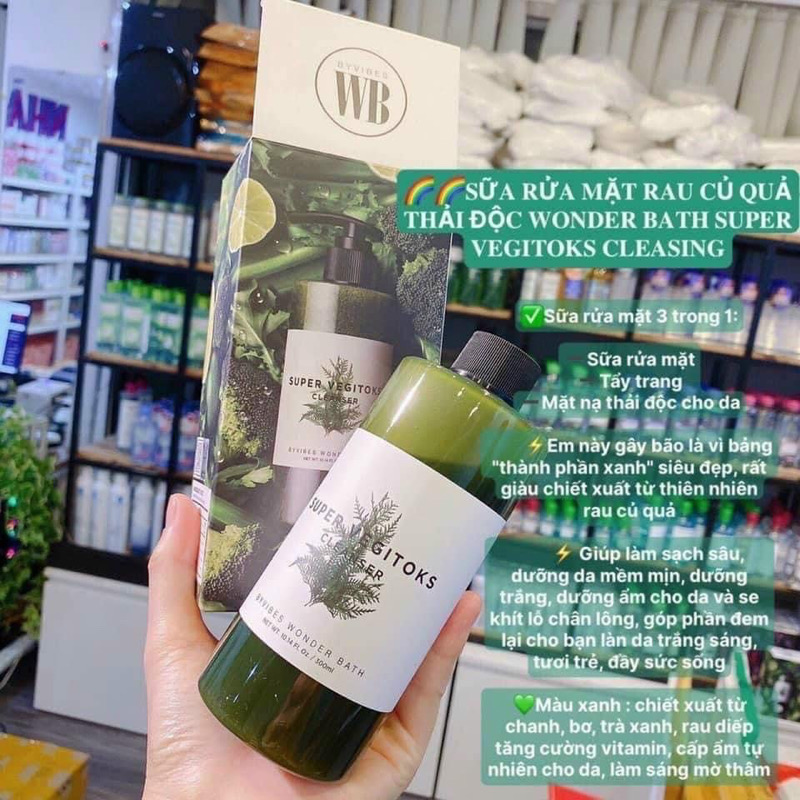 BYVIBES
WB
SUPER VEGITOKS
CLEANSER
BYVIBES WONDER
SUPER VEGITOKS
CLEANSER
BYVIBES WONDER BATH
NET WT. 10.14 FL. Oz. / 300ml
🌈🌈SỮA RỬA MẶT RAU CỦ QUẢ
THẢI ĐỘC WONDER BATH SUPER
VEGITOKS CLEASING
✅Sữa rửa mặt 3 trong 1:
Sữa rửa mặt
Tẩy trang
Mặt nạ thải độc cho da
⚡Em này gây bão là vì bảng
"thành phần xanh" siêu đẹp, rất
giàu chiết xuất từ thiên nhiên
rau củ quả
⚡ Giúp làm sạch sâu,
dưỡng da mềm mịn, dưỡng
trắng, dưỡng ẩm cho da và se
khít lỗ chân lông, góp phần đem
lại cho bạn làn da trắng sáng,
tươi trẻ, đầy sức sống
💚Màu xanh : chiết xuất từ
chanh, bơ, trà xanh, rau diếp
tăng cường vitamin, cấp ẩm tự
nhiên cho da, làm sáng mờ thâm